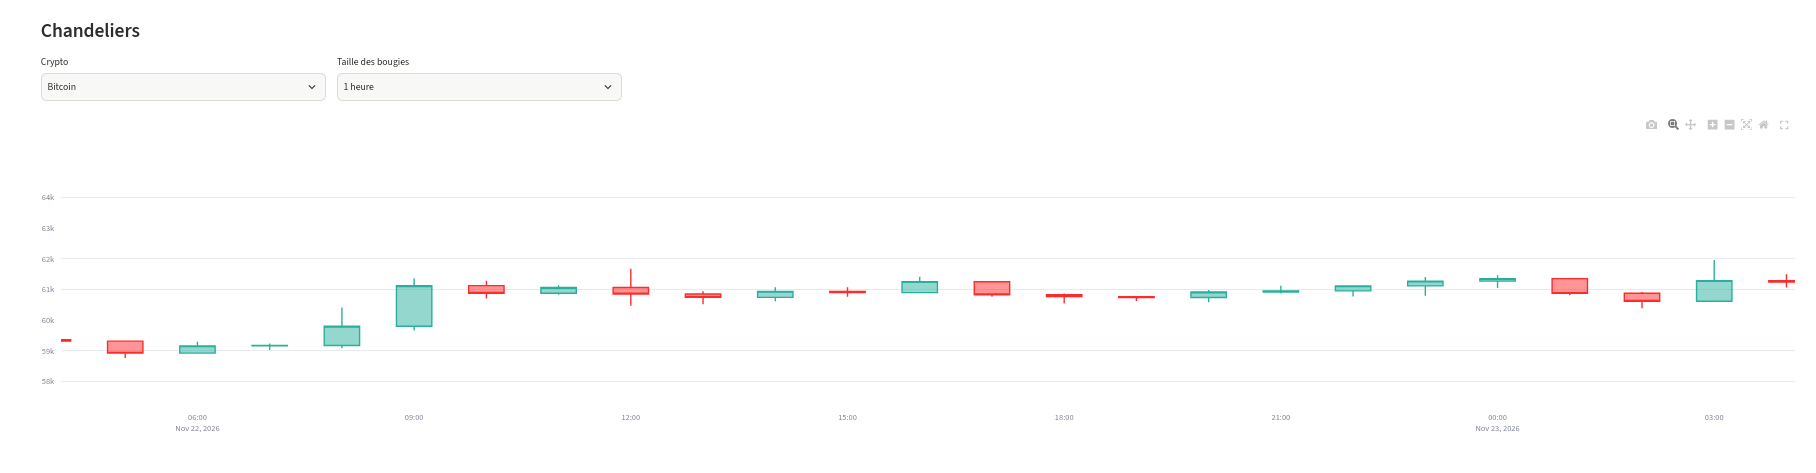 Chandeliers
Crypto
Taille des bougies
Bitcoin
1 heure
64k
63k
62k
61k
60k
59k
58k
06:00
09:00
12:00
15:00
18:00
21:00
00:00
03:00
Nov 22, 2026
Nov 23, 2026